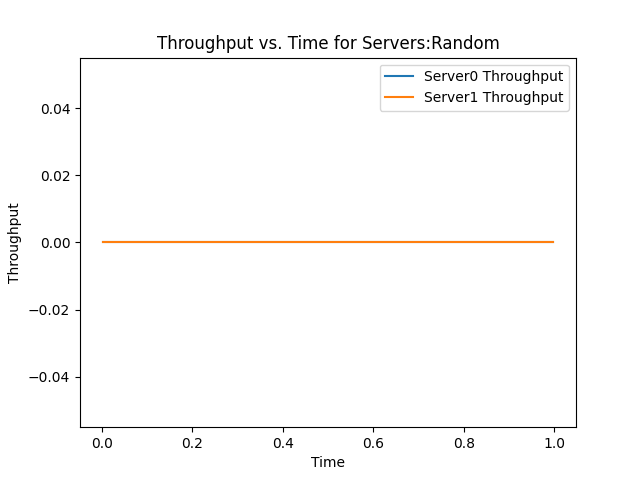 Throughput vs. Time for Servers:Random
Server0 Throughput
Server1 Throughput
0.04
0.02
0.00
−0.02
−0.04
Throughput
0.0 0.2 0.4 0.6 0.8 1.0
Time